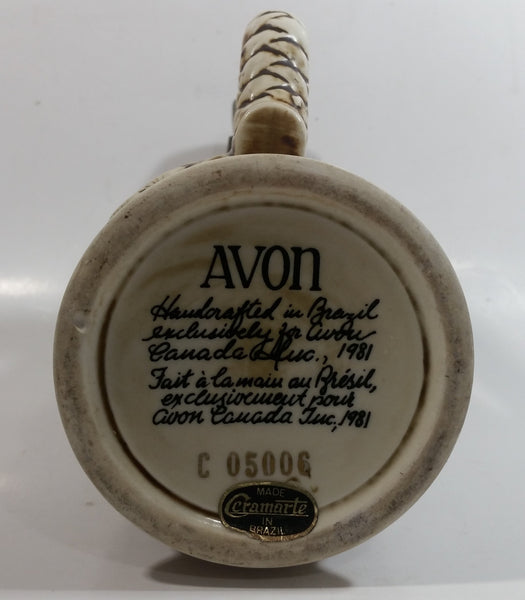 AVON
Handcrafted in Brazil
exclusively for Avon
Canada Inc., 1981
Fait à la main au Brésil,
exclusivement pour
Avon Canada Inc, 1981
C 05006
MADE
Ceramarte
IN
BRAZIL